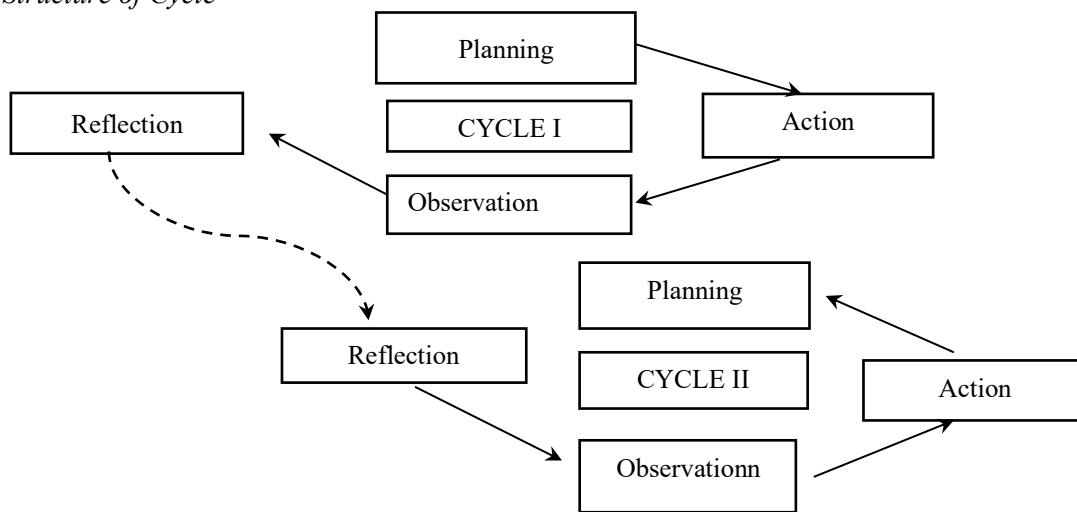 Structure of Cycle
Planning
Reflection
CYCLE I
Action
Observation
Planning
Reflection
CYCLE II
Action
Observationn